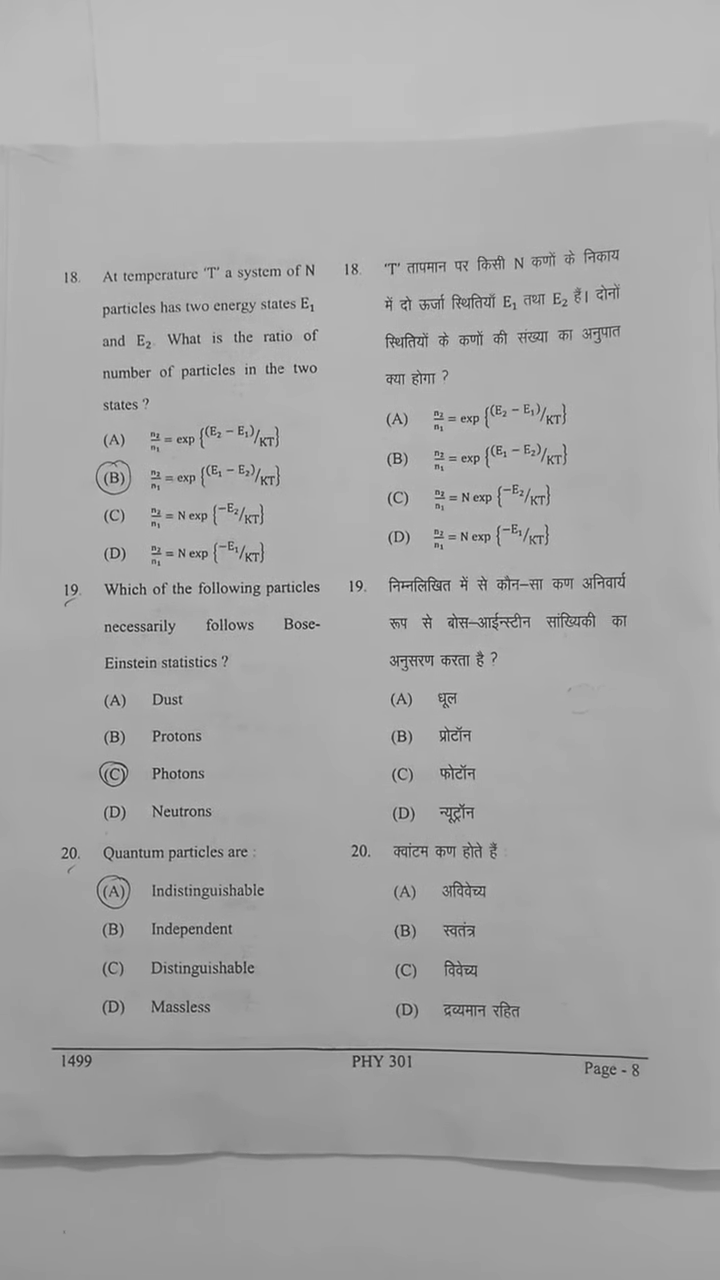 18. At temperature 'T' a system of N
particles has two energy states E₁
and E₂. What is the ratio of
number of particles in the two
states ?
(A) n₂/n₁ = exp {(E₂ − E₁)/KT}
(B) n₂/n₁ = exp {(E₁ − E₂)/KT}
(C) n₂/n₁ = N exp {−E₂/KT}
(D) n₂/n₁ = N exp {−E₁/KT}
19. Which of the following particles
necessarily follows Bose-
Einstein statistics ?
(A) Dust
(B) Protons
(C) Photons
(D) Neutrons
20. Quantum particles are :
(A) Indistinguishable
(B) Independent
(C) Distinguishable
(D) Massless
18. 'T' तापमान पर किसी N कणों के निकाय
में दो ऊर्जा स्थितियाँ E₁ तथा E₂ हैं। दोनों
स्थितियों के कणों की संख्या का अनुपात
क्या होगा ?
(A) n₂/n₁ = exp {(E₂ − E₁)/KT}
(B) n₂/n₁ = exp {(E₁ − E₂)/KT}
(C) n₂/n₁ = N exp {−E₂/KT}
(D) n₂/n₁ = N exp {−E₁/KT}
19. निम्नलिखित में से कौन-सा कण अनिवार्य
रूप से बोस-आईन्स्टीन सांख्यिकी का
अनुसरण करता है ?
(A) धूल
(B) प्रोटॉन
(C) फोटॉन
(D) न्यूट्रॉन
20. क्वांटम कण होते हैं :
(A) अविवेच्य
(B) स्वतंत्र
(C) विवेच्य
(D) द्रव्यमान रहित
1499 PHY 301 Page - 8